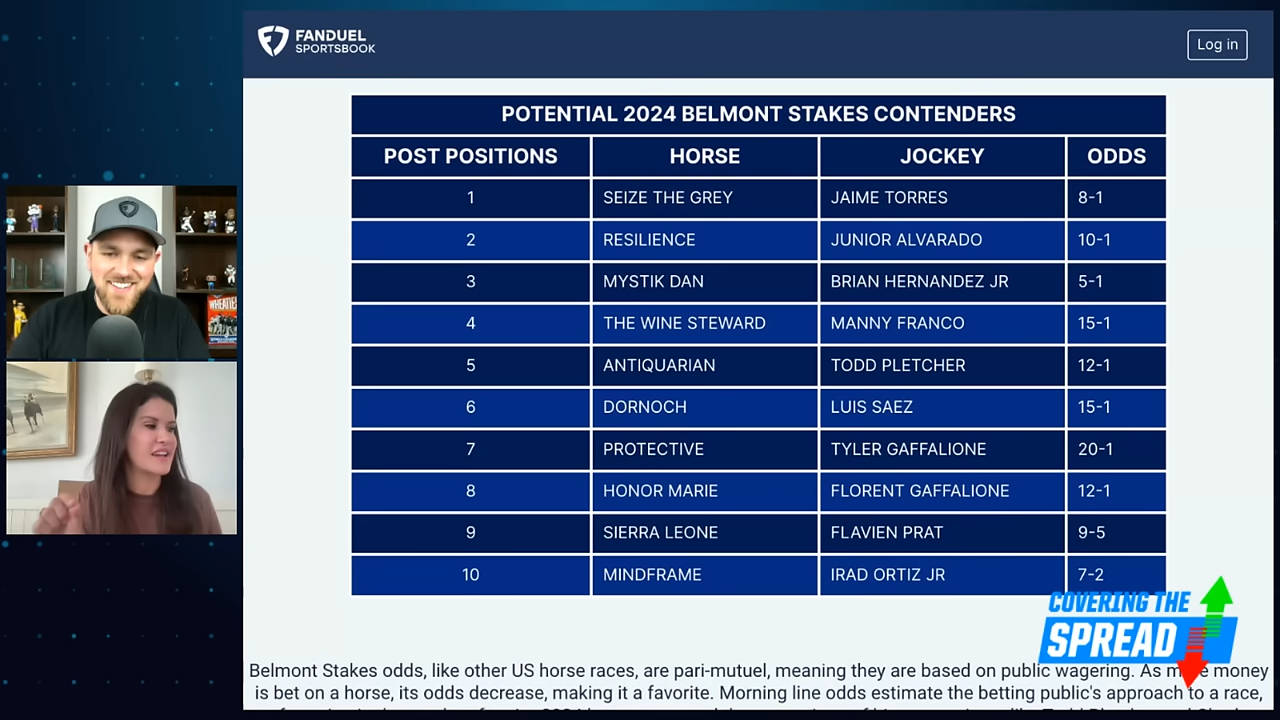 FANDUEL
SPORTSBOOK
Log in
POTENTIAL 2024 BELMONT STAKES CONTENDERS
POST POSITIONS HORSE JOCKEY ODDS
1 SEIZE THE GREY JAIME TORRES 8-1
2 RESILIENCE JUNIOR ALVARADO 10-1
3 MYSTIK DAN BRIAN HERNANDEZ JR 5-1
4 THE WINE STEWARD MANNY FRANCO 15-1
5 ANTIQUARIAN TODD PLETCHER 12-1
6 DORNOCH LUIS SAEZ 15-1
7 PROTECTIVE TYLER GAFFALIONE 20-1
8 HONOR MARIE FLORENT GAFFALIONE 12-1
9 SIERRA LEONE FLAVIEN PRAT 9-5
10 MINDFRAME IRAD ORTIZ JR 7-2
WHEATIES
COVERING THE
SPREAD
Belmont Stakes odds, like other US horse races, are pari-mutuel, meaning they are based on public wagering. As more money
is bet on a horse, its odds decrease, making it a favorite. Morning line odds estimate the betting public's approach to a race,